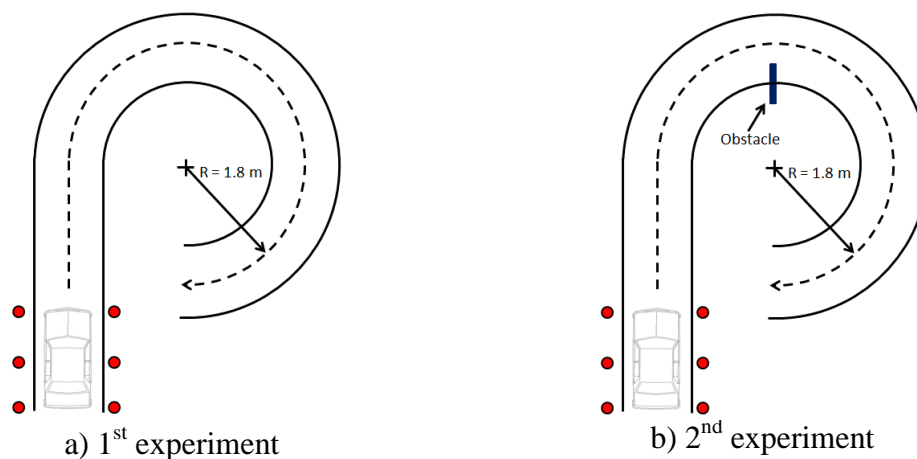 R = 1.8 m
a) 1st experiment
Obstacle
R = 1.8 m
b) 2nd experiment